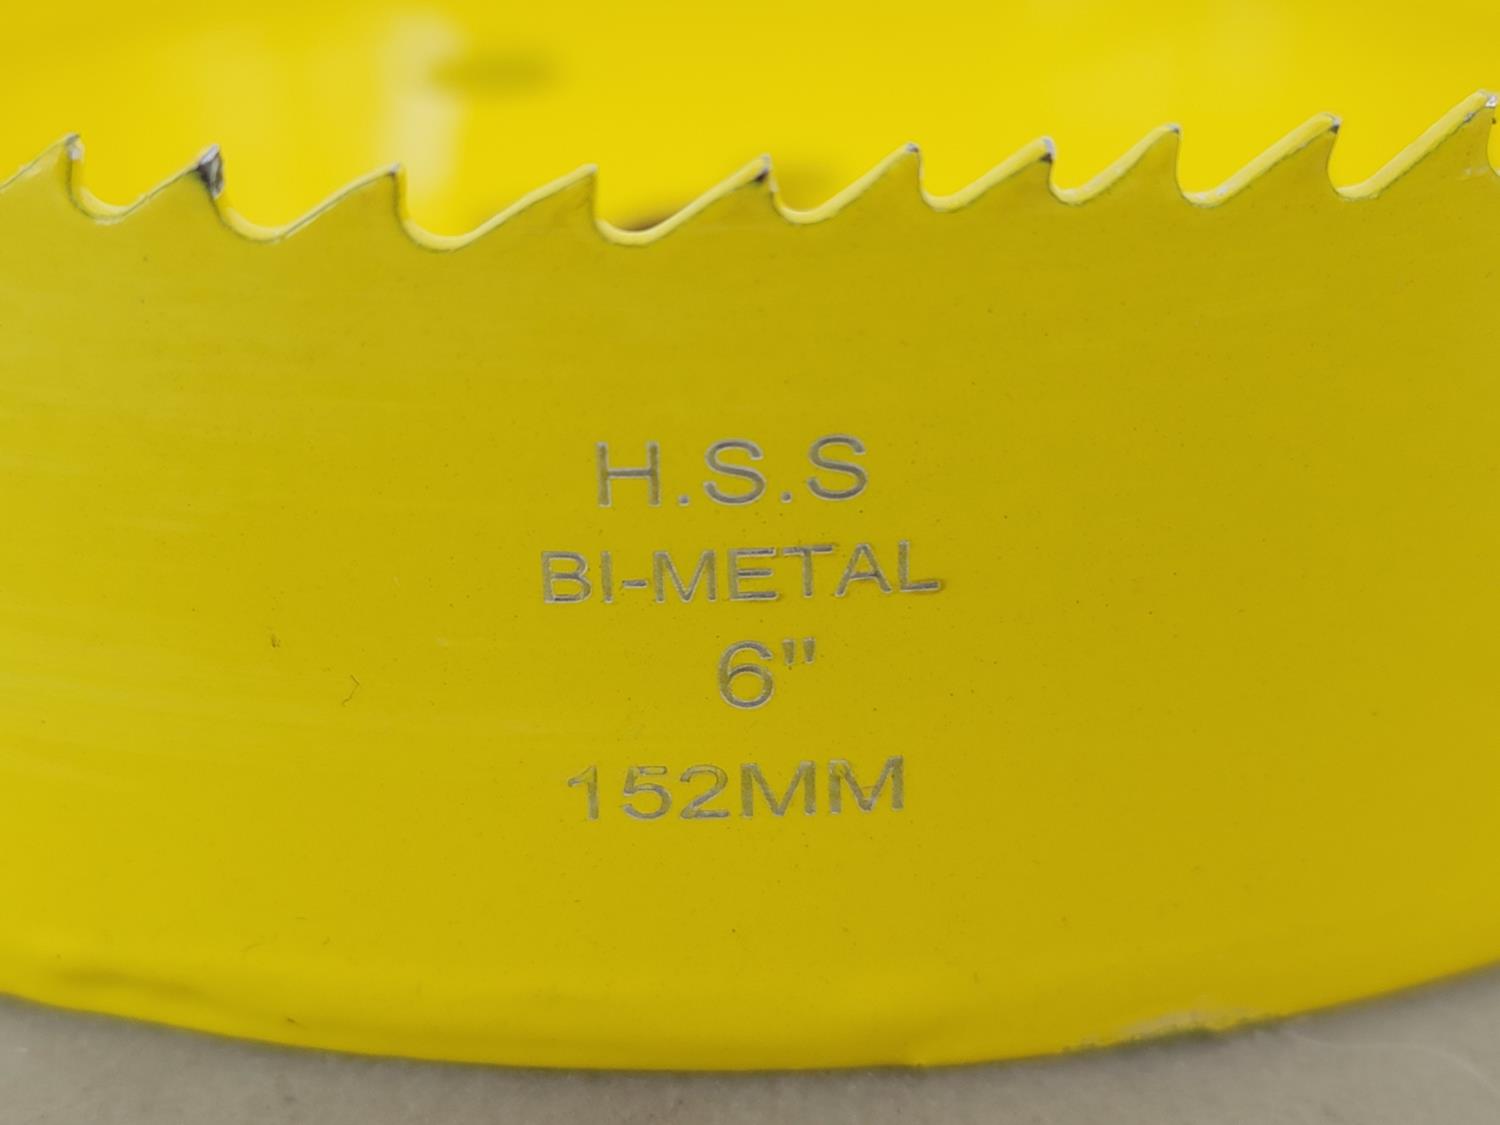 H.S.S
BI-METAL
6"
152MM